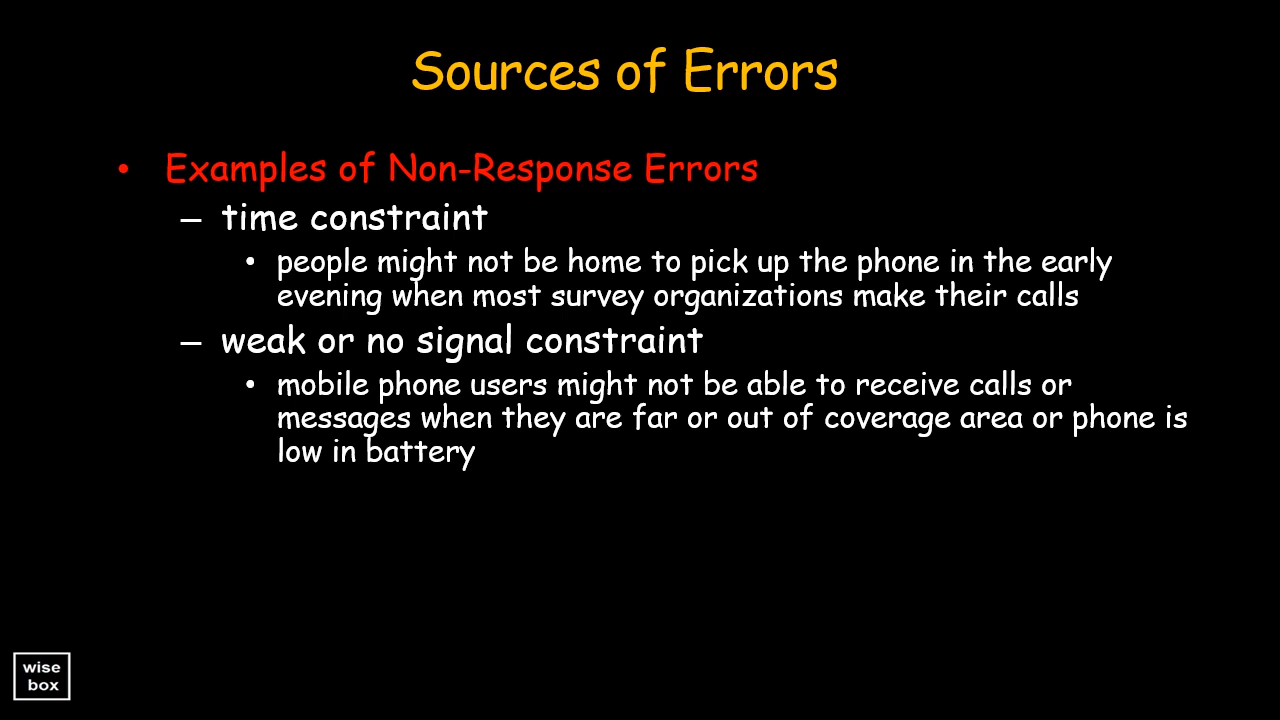 Sources of Errors
• Examples of Non-Response Errors
– time constraint
• people might not be home to pick up the phone in the early
evening when most survey organizations make their calls
– weak or no signal constraint
• mobile phone users might not be able to receive calls or
messages when they are far or out of coverage area or phone is
low in battery
wise
box